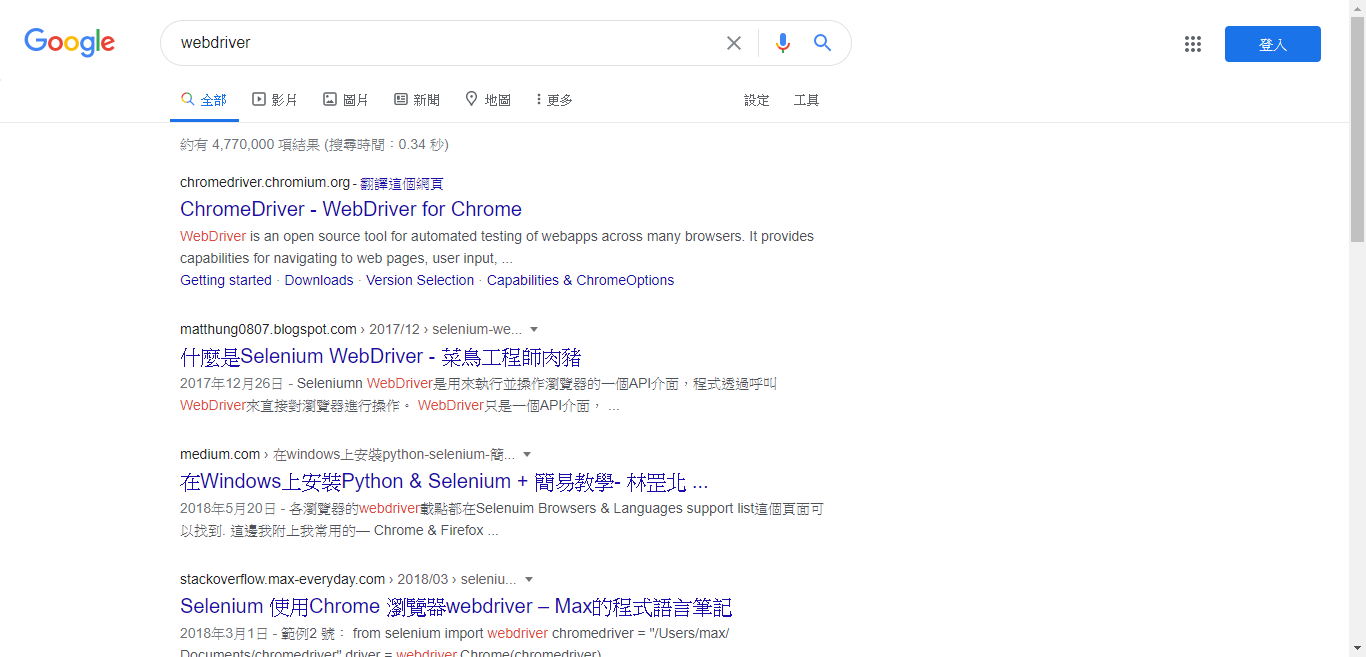 Google
webdriver
登入
全部 影片 圖片 新聞 地圖 更多 設定 工具
約有 4,770,000 項結果 (搜尋時間：0.34 秒)
chromedriver.chromium.org - 翻譯這個網頁
ChromeDriver - WebDriver for Chrome
WebDriver is an open source tool for automated testing of webapps across many browsers. It provides
capabilities for navigating to web pages, user input, ...
Getting started · Downloads · Version Selection · Capabilities & ChromeOptions
matthung0807.blogspot.com › 2017/12 › selenium-we...
什麼是Selenium WebDriver - 菜鳥工程師肉豬
2017年12月26日 - Seleniumn WebDriver是用來執行並操作瀏覽器的一個API介面，程式透過呼叫
WebDriver來直接對瀏覽器進行操作。 WebDriver只是一個API介面， ...
medium.com › 在windows上安裝python-selenium-簡...
在Windows上安裝Python & Selenium + 簡易教學- 林罡北 ...
2018年5月20日 - 各瀏覽器的webdriver載點都在Selenuim Browsers & Languages support list這個頁面可
以找到. 這邊我附上我常用的— Chrome & Firefox ...
stackoverflow.max-everyday.com › 2018/03 › seleniu...
Selenium 使用Chrome 瀏覽器webdriver – Max的程式語言筆記
2018年3月1日 - 範例2 號： from selenium import webdriver chromedriver = "/Users/max/
Documents/chromedriver" driver = webdriver.Chrome(chromedriver)